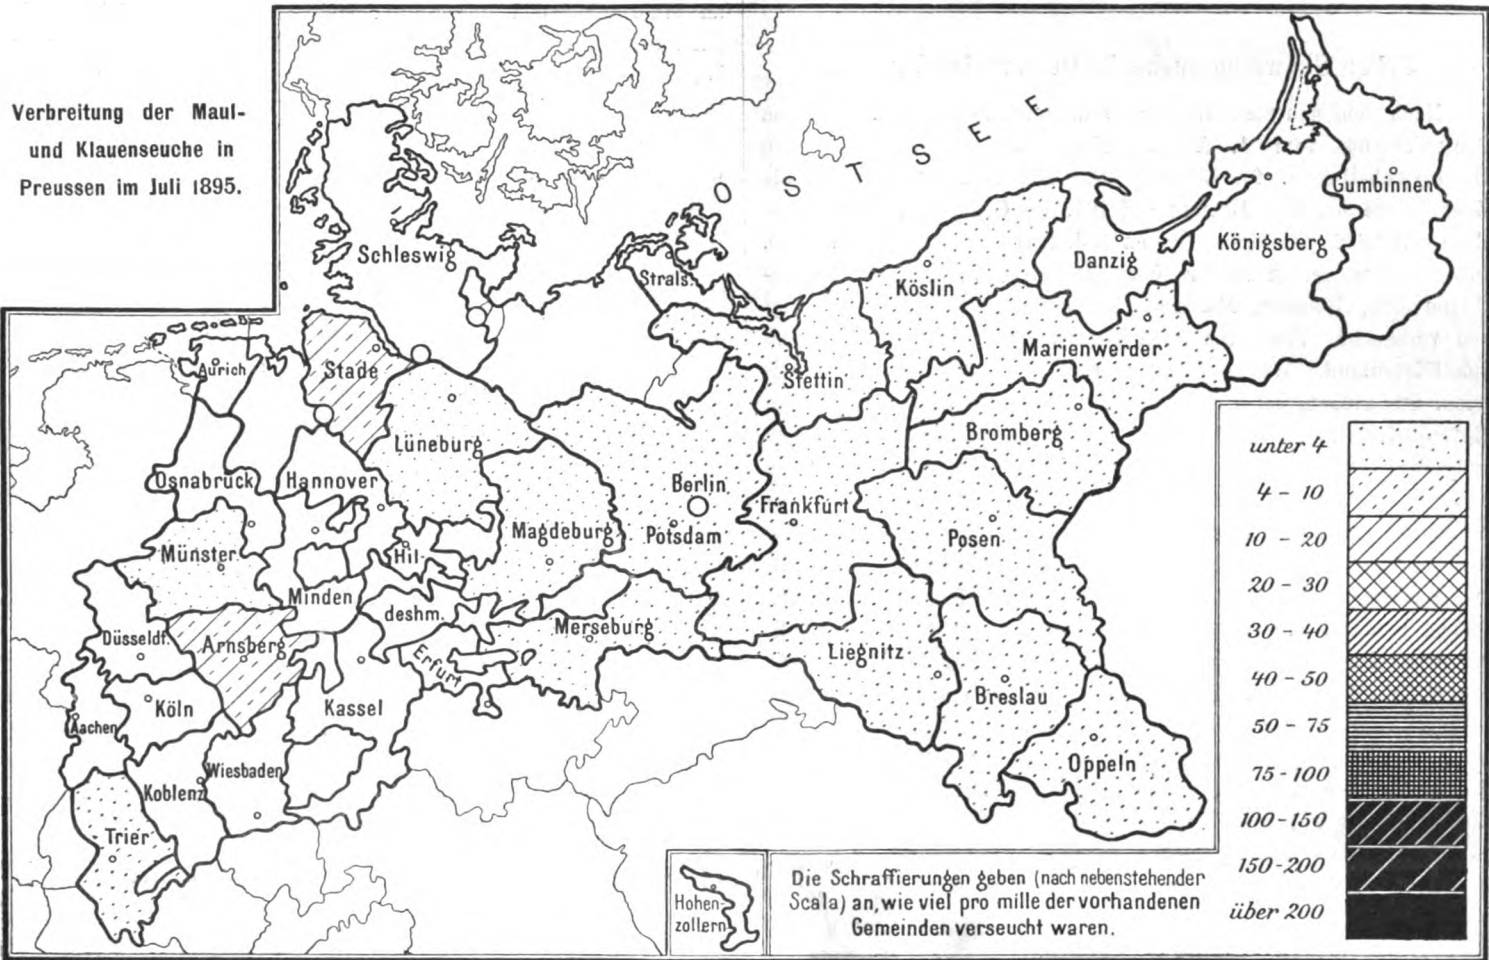 Verbreitung der Maul-
und Klauenseuche in
Preussen im Juli 1895.
OSTSEE
Gumbinnen
Königsberg
Danzig
Schleswig
Strals.
Köslin
Marienwerder
Stettin
Aurich
Stade
Lüneburg
Bromberg
Osnabrück
Hannover
Berlin
Frankfurt
Magdeburg
Potsdam
Posen
Münster
Hil-
deshm.
Minden
Düsseldf.
Arnsberg
Merseburg
Erfurt
Liegnitz
Breslau
Köln
Kassel
Aachen
Wiesbaden
Koblenz
Oppeln
Trier
Hohen-
zollern
unter 4
4 - 10
10 - 20
20 - 30
30 - 40
40 - 50
50 - 75
75 - 100
100 - 150
150 - 200
über 200
Die Schraffierungen geben (nach nebenstehender
Scala) an, wie viel pro mille der vorhandenen
Gemeinden verseucht waren.